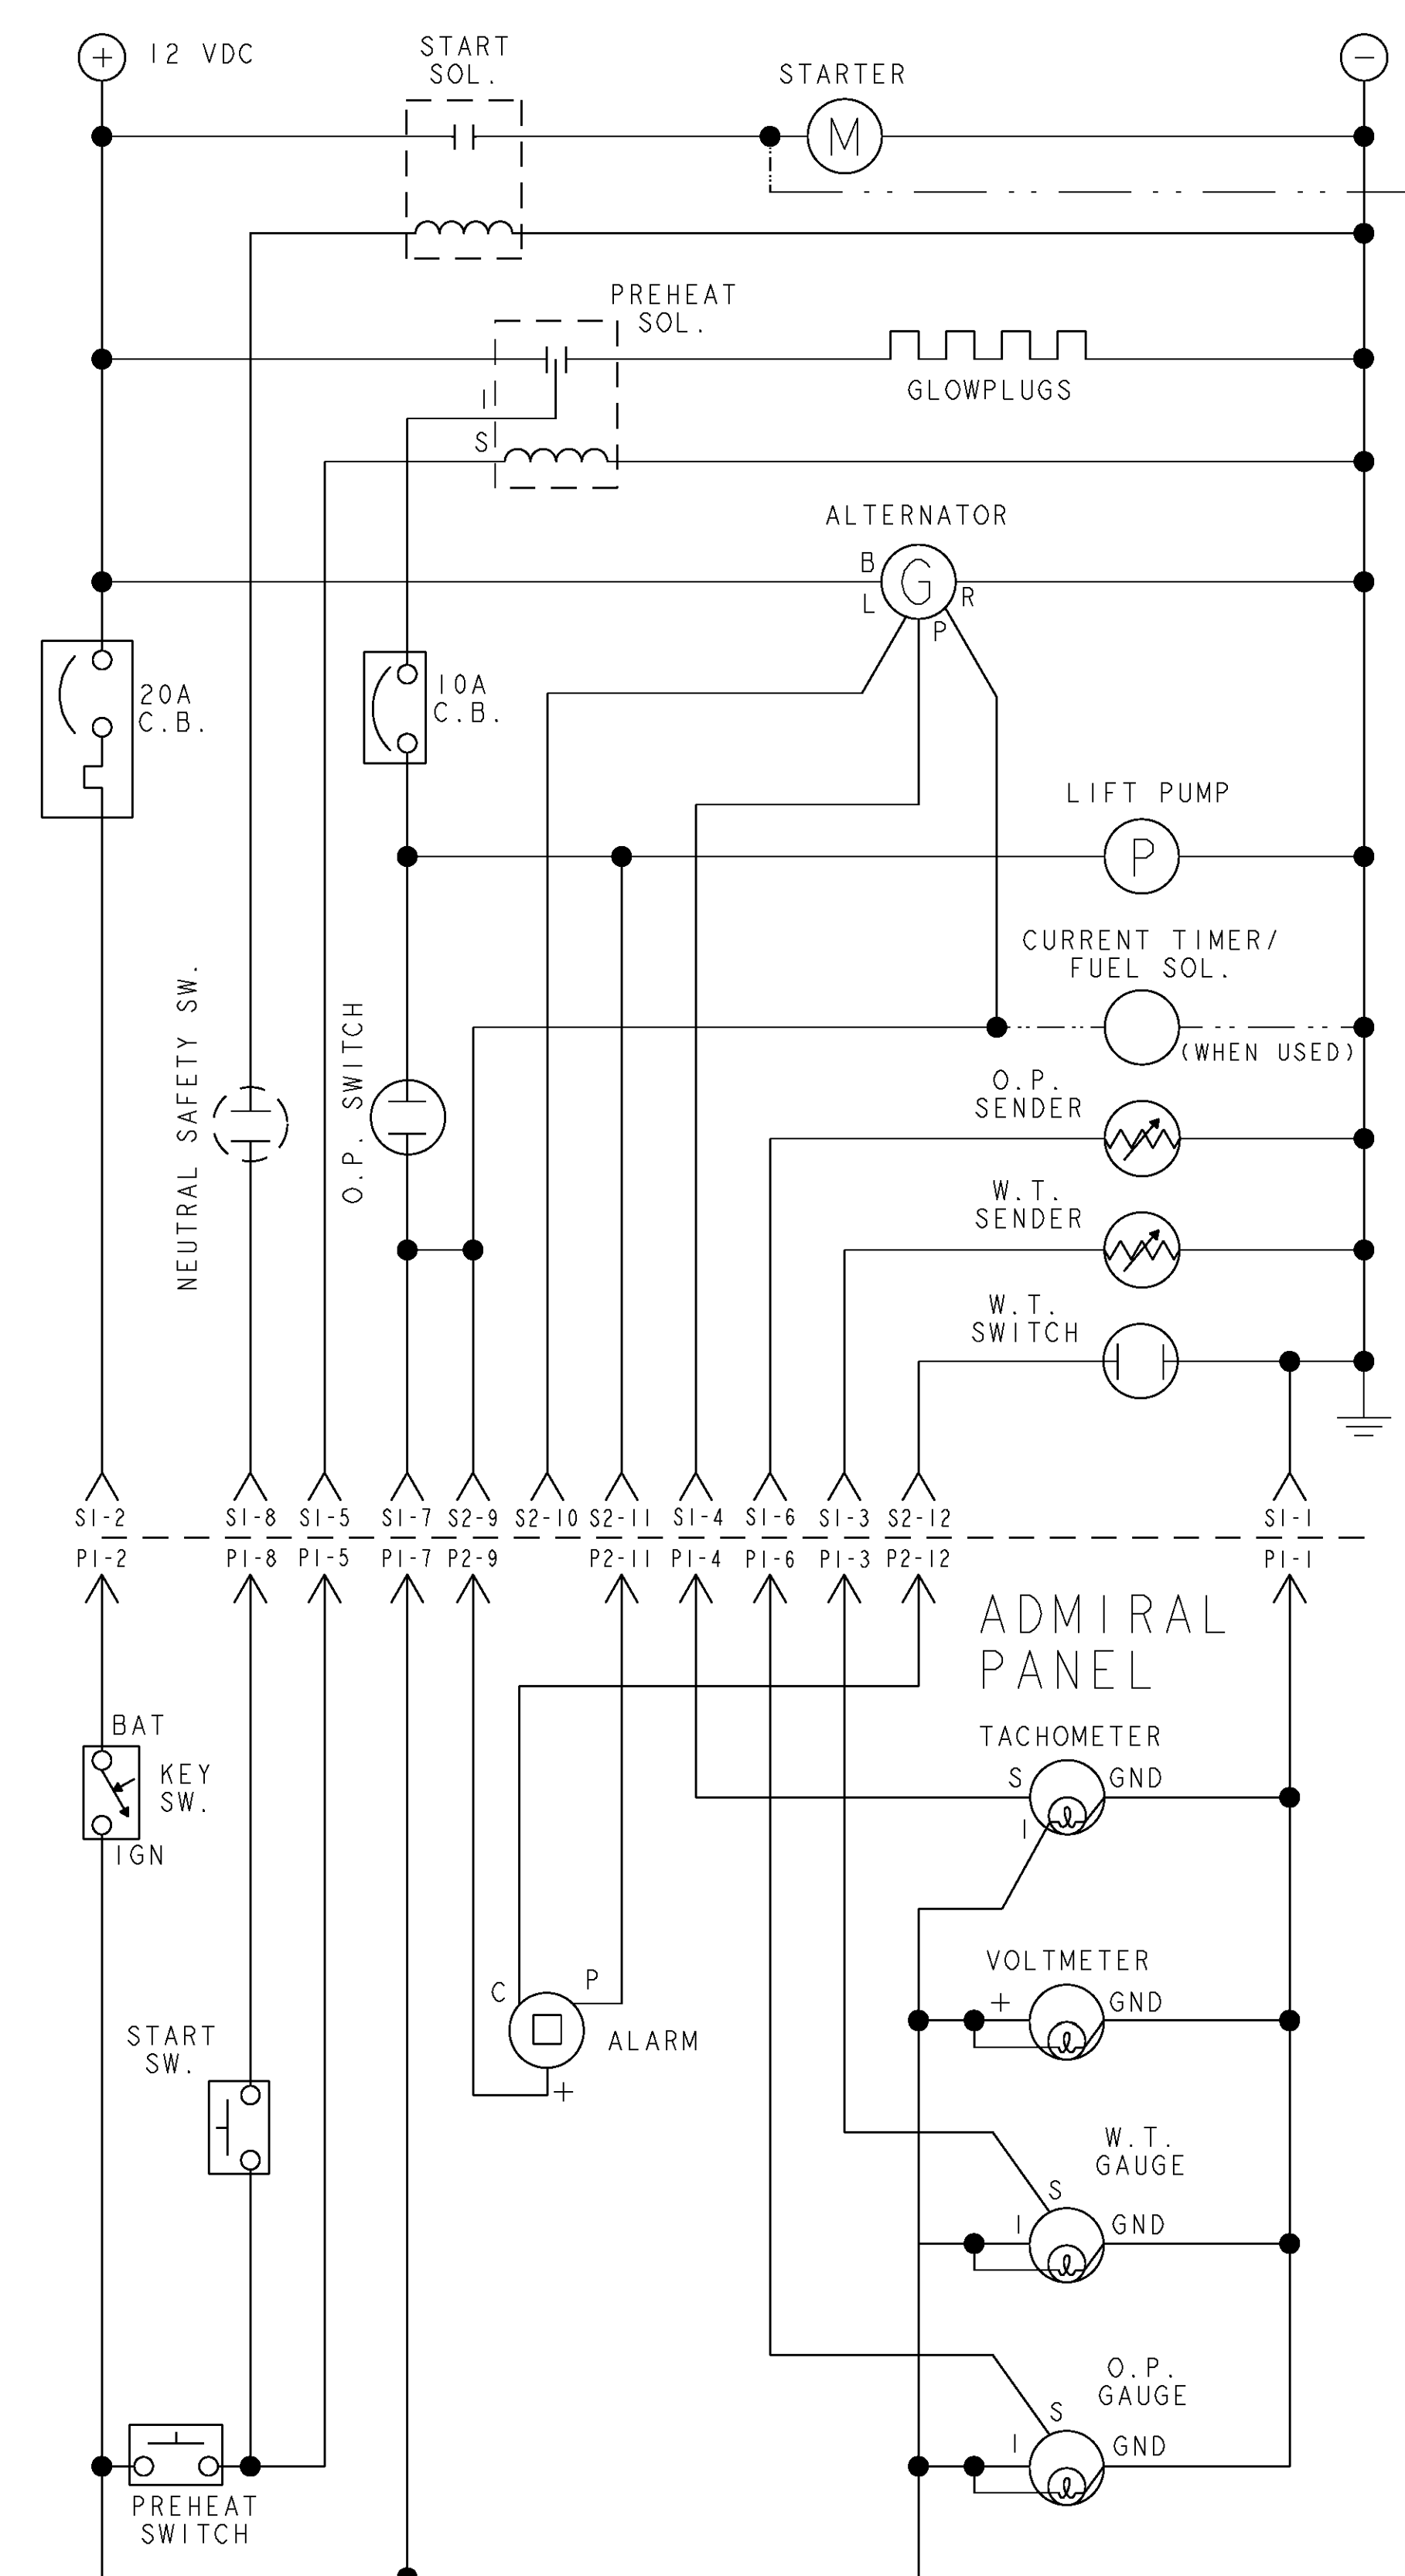 + 12 VDC
START
SOL.
STARTER
M
−
PREHEAT
SOL.
I
S
GLOWPLUGS
ALTERNATOR
B
G
L
R
P
20A
C.B.
10A
C.B.
LIFT PUMP
P
CURRENT TIMER/
FUEL SOL.
(WHEN USED)
NEUTRAL SAFETY SW.
O.P. SWITCH
O.P.
SENDER
W.T.
SENDER
W.T.
SWITCH
S1-2 S1-8 S1-5 S1-7 S2-9 S2-10 S2-11 S1-4 S1-6 S1-3 S2-12 S1-1
P1-2 P1-8 P1-5 P1-7 P2-9 P2-11 P1-4 P1-6 P1-3 P2-12 P1-1
ADMIRAL
PANEL
BAT
KEY
SW.
IGN
TACHOMETER
S GND
I
VOLTMETER
+ GND
C P
ALARM
+
START
SW.
W.T.
GAUGE
S
I GND
O.P.
GAUGE
S
I GND
PREHEAT
SWITCH